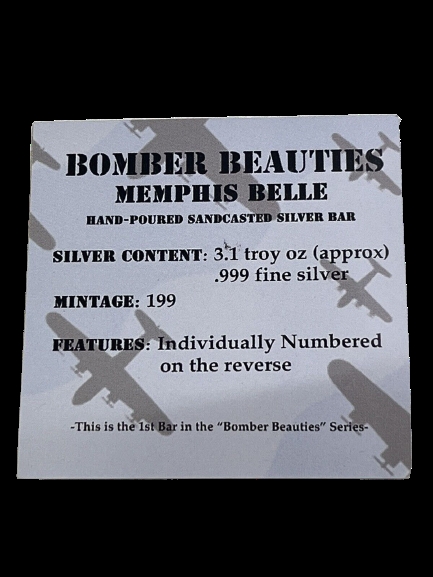 BOMBER BEAUTIES
MEMPHIS BELLE
HAND-POURED SANDCASTED SILVER BAR
SILVER CONTENT: 3.1 troy oz (approx)
.999 fine silver
MINTAGE: 199
FEATURES: Individually Numbered
on the reverse
-This is the 1st Bar in the "Bomber Beauties" Series-